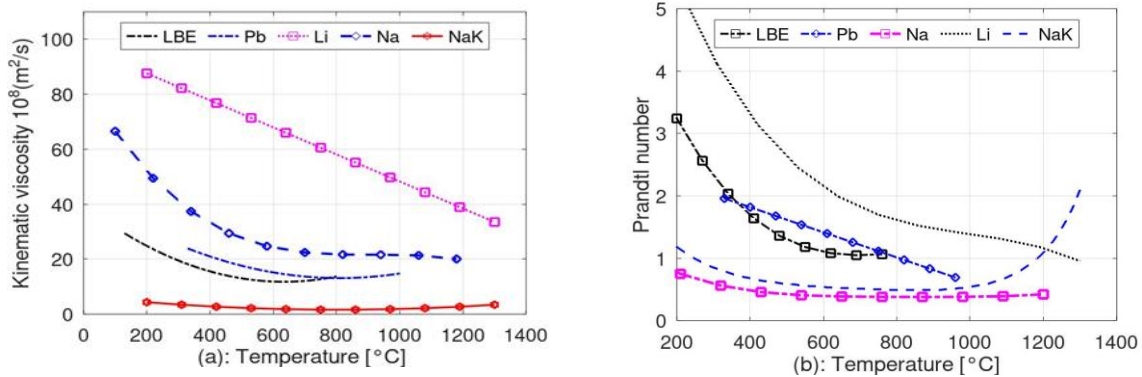 Kinematic viscosity 10⁸(m²/s)
100
80
60
40
20
0
LBE Pb Li Na NaK
0 200 400 600 800 1000 1200 1400
(a): Temperature [°C]
Prandtl number
5
4
3
2
1
0
LBE Pb Na Li NaK
200 400 600 800 1000 1200 1400
(b): Temperature [°C]